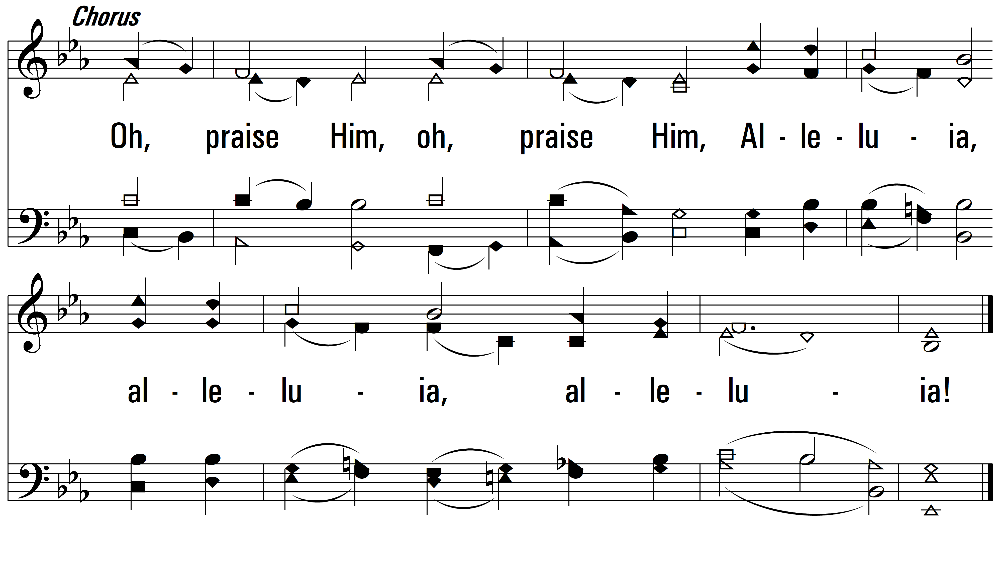 Chorus
Oh, praise Him, oh, praise Him, Al - le - lu - ia,
al - le - lu - ia, al - le - lu - ia!